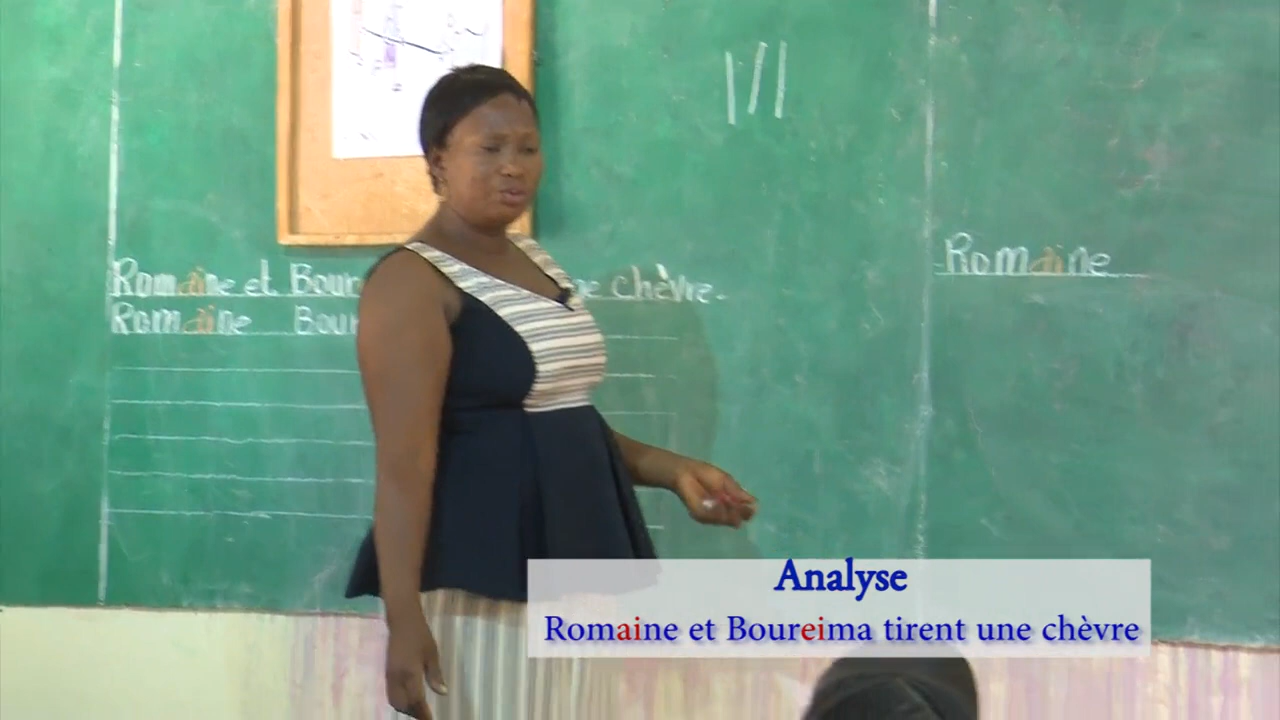 Romaine et Bour
chèvre.
Romaine Bour
Romaine
Analyse
Romaine et Boureima tirent une chèvre